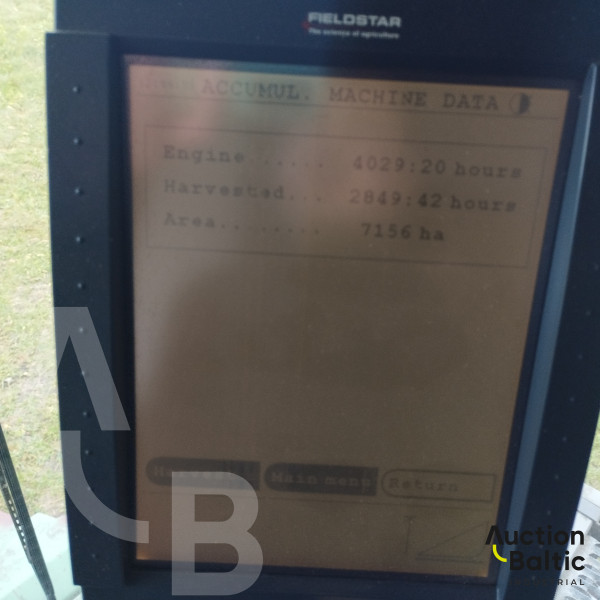 FIELDSTAR
The science of agriculture
ACCUMUL. MACHINE DATA
Engine...... 4029:20 hours
Harvested... 2849:42 hours
Area........ 7156 ha
Main menu
Return
AB
Auction
Baltic